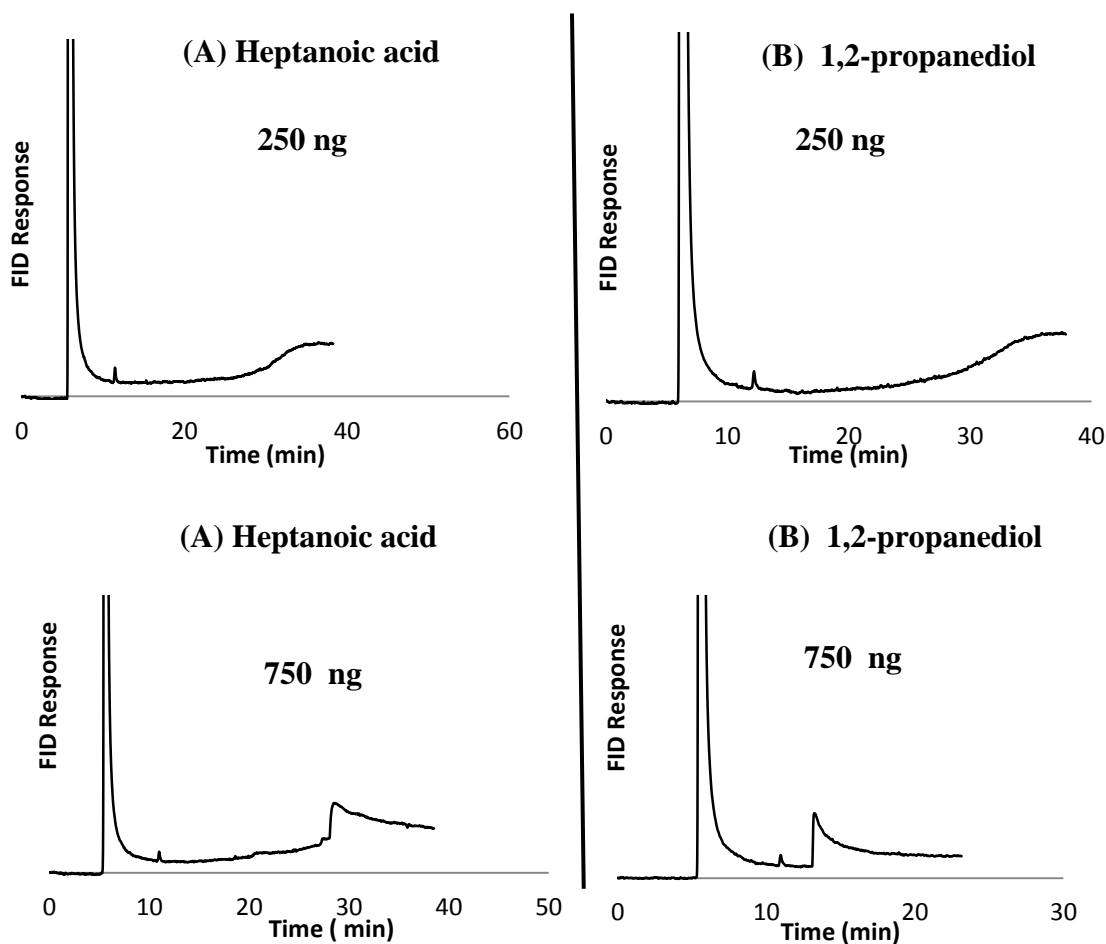 (A) Heptanoic acid
250 ng
FID Response
0 20 40 60
Time (min)
(B) 1,2-propanediol
250 ng
FID Response
0 10 20 30 40
Time (min)
(A) Heptanoic acid
750 ng
FID Response
0 10 20 30 40 50
Time ( min)
(B) 1,2-propanediol
750 ng
FID Response
0 10 20 30
Time (min)